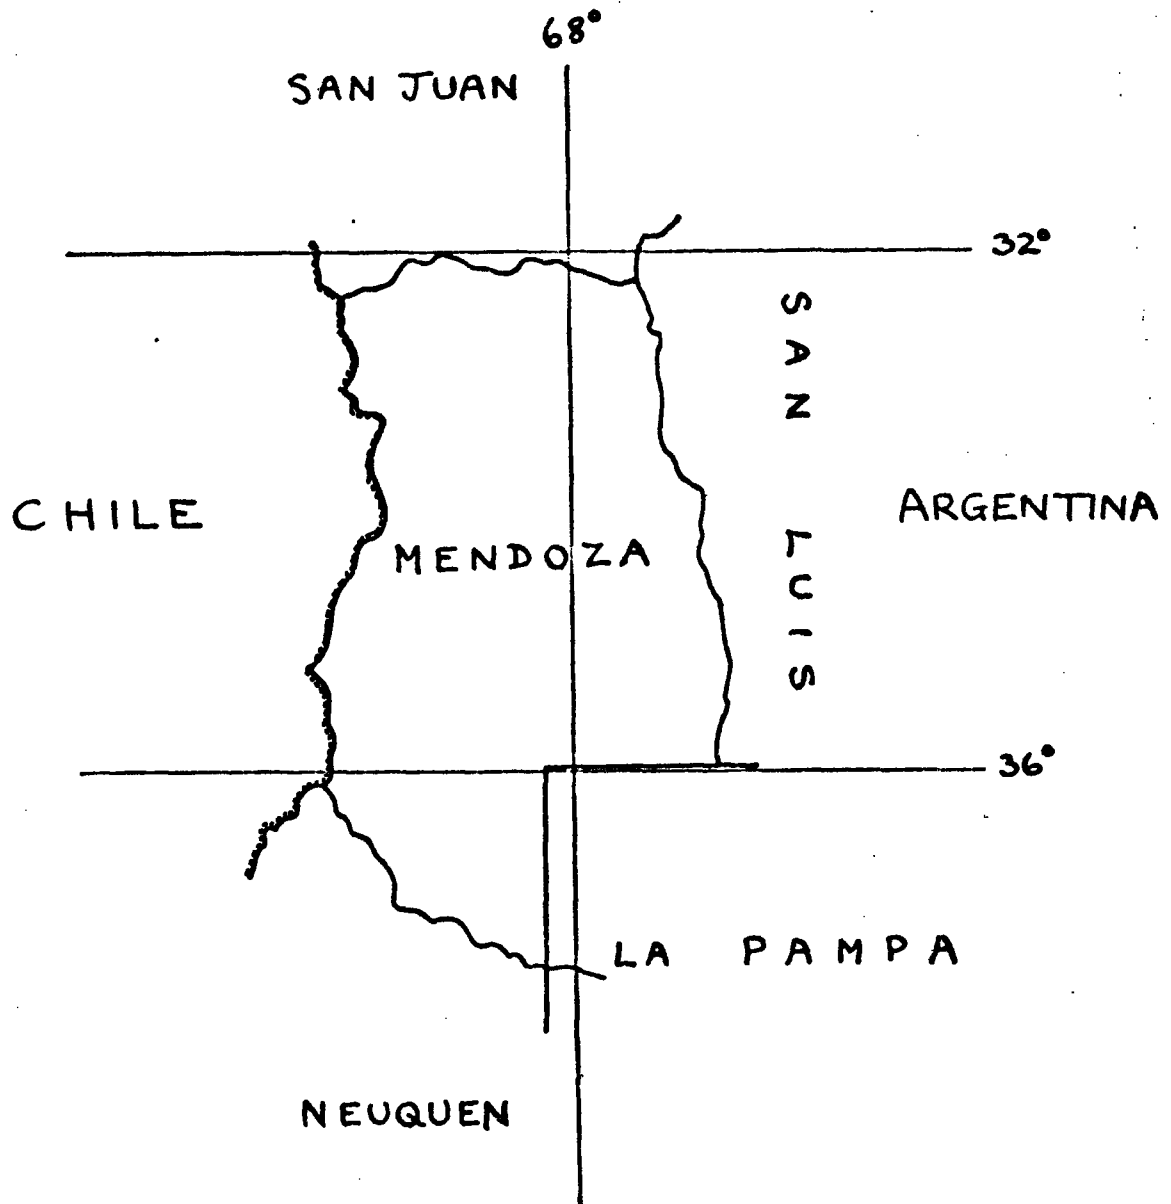 68°
SAN JUAN
32°
SAN LUIS
CHILE
ARGENTINA
MENDOZA
36°
LA PAMPA
NEUQUEN